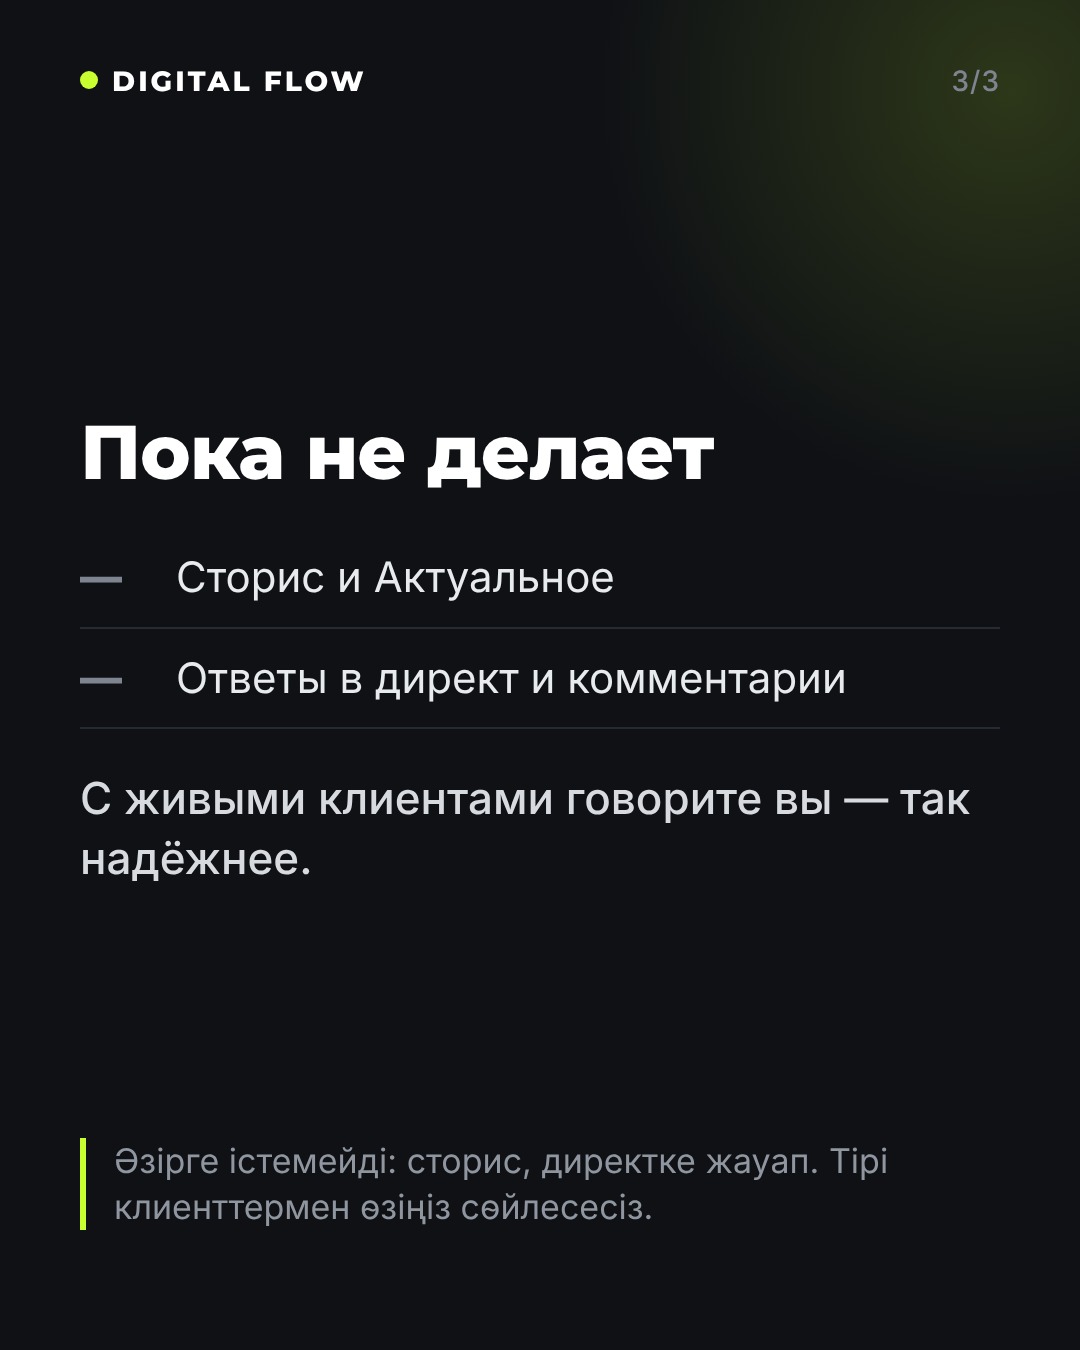 DIGITAL FLOW
3/3
Пока не делает
— Сторис и Актуальное
— Ответы в директ и комментарии
С живыми клиентами говорите вы — так
надёжнее.
Әзірге істемейді: сторис, директке жауап. Тірі
клиенттермен өзіңіз сөйлесесіз.